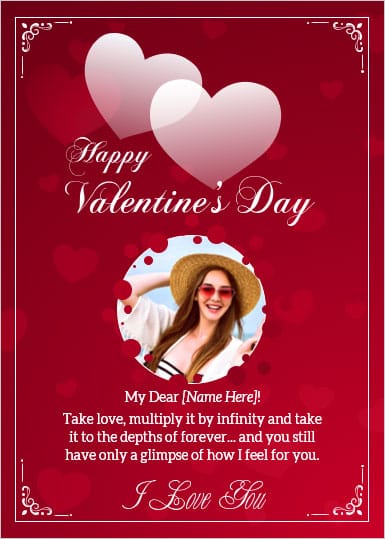 Happy
Valentine's Day
My Dear [Name Here]!
Take love, multiply it by infinity and take
it to the depths of forever... and you still
have only a glimpse of how I feel for you.
I Love You